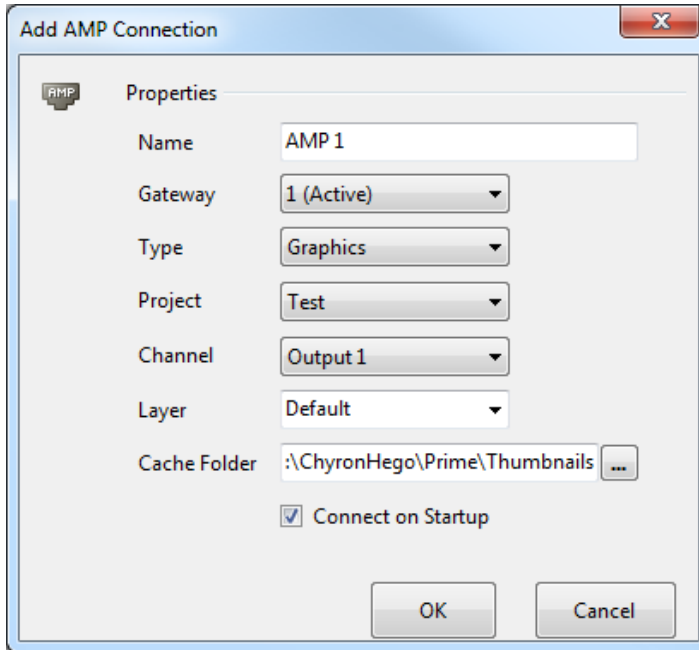 Add AMP Connection
AMP
Properties
Name AMP 1
Gateway 1 (Active)
Type Graphics
Project Test
Channel Output 1
Layer Default
Cache Folder :\ChyronHego\Prime\Thumbnails ...
Connect on Startup
OK Cancel